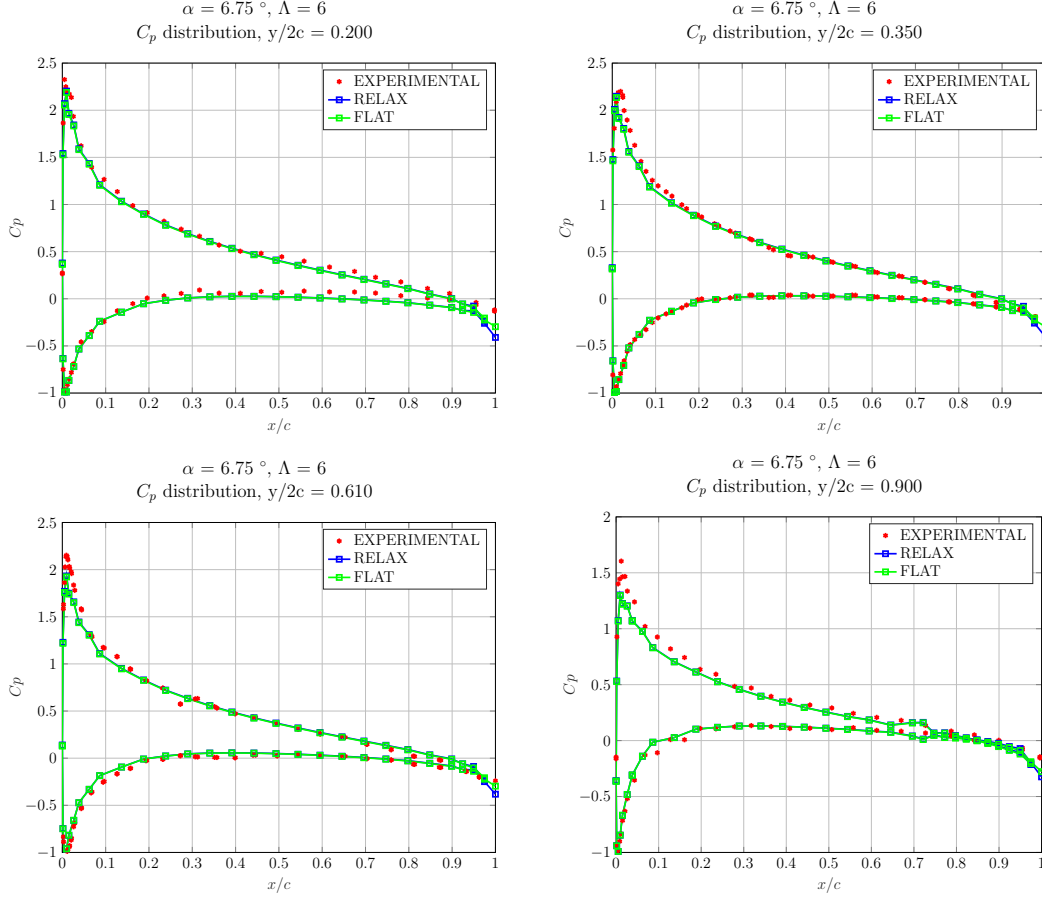 α = 6.75 °, Λ = 6
C_p distribution, y/2c = 0.200
2.5
2
1.5
1
0.5
0
−0.5
−1
0 0.1 0.2 0.3 0.4 0.5 0.6 0.7 0.8 0.9 1
x/c
Cp
EXPERIMENTAL
RELAX
FLAT
α = 6.75 °, Λ = 6
C_p distribution, y/2c = 0.350
2.5
2
1.5
1
0.5
0
−0.5
−1
0 0.1 0.2 0.3 0.4 0.5 0.6 0.7 0.8 0.9 1
x/c
Cp
EXPERIMENTAL
RELAX
FLAT
α = 6.75 °, Λ = 6
C_p distribution, y/2c = 0.610
2.5
2
1.5
1
0.5
0
−0.5
−1
0 0.1 0.2 0.3 0.4 0.5 0.6 0.7 0.8 0.9 1
x/c
Cp
EXPERIMENTAL
RELAX
FLAT
α = 6.75 °, Λ = 6
C_p distribution, y/2c = 0.900
2
1.5
1
0.5
0
−0.5
−1
0 0.1 0.2 0.3 0.4 0.5 0.6 0.7 0.8 0.9 1
x/c
Cp
EXPERIMENTAL
RELAX
FLAT